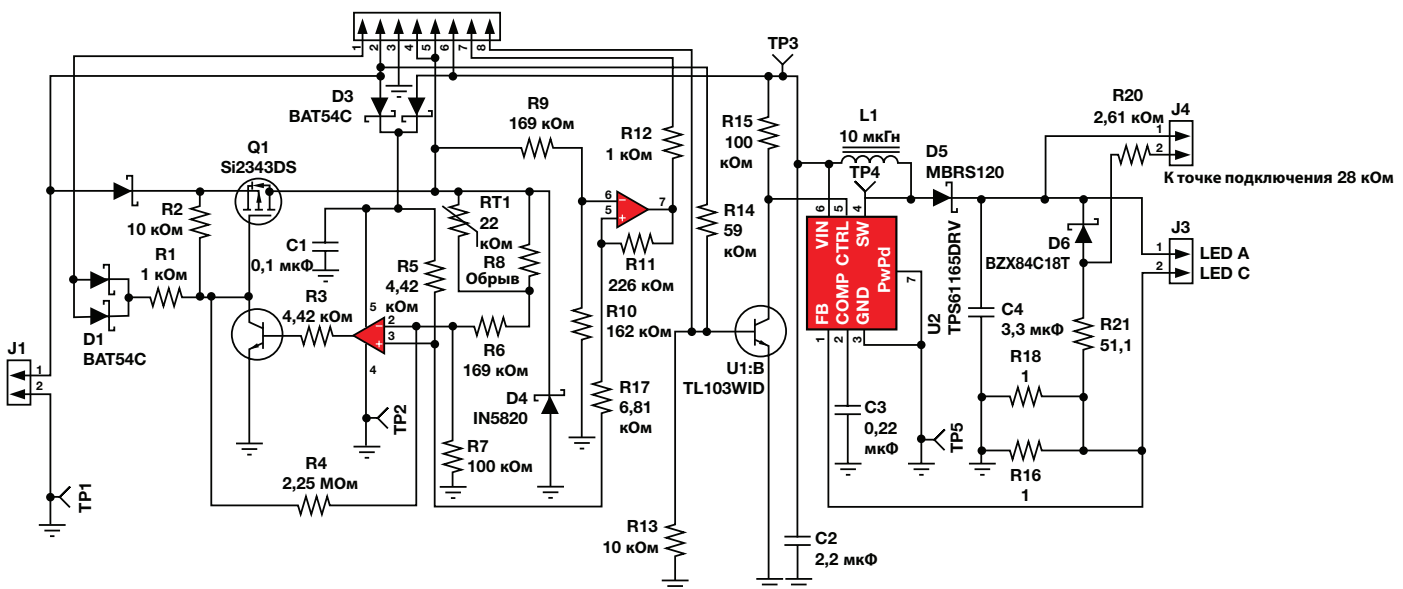 1 2 3 4 5 6 7 8
TP3
D3
BAT54C
R9
169 кОм
R12
1 кОм
R15
100
кОм
L1
10 мкГн
D5
MBRS120
R20
2,61 кОм
J4
1
2
К точке подключения 28 кОм
Q1
Si2343DS
TP4
R2
10 кОм
R1
1 кОм
C1
0,1 мкФ
RT1
22
кОм
R8
Обрыв
R5
4,42
кОм
6
5
7
R11
226 кОм
R14
59
кОм
6 5 4
VIN
CTRL
SW
PwPd
7
FB
COMP
GND
1 2 3
U2
TPS61165DRV
D6
BZX84C18T
J3
1
2
LED A
LED C
R3
4,42 кОм
5
2
3
4
R6
169 кОм
R10
162 кОм
D1
BAT54C
J1
1
2
U1:B
TL103WID
C4
3,3 мкФ
R21
51,1
R18
1
R16
1
D4
IN5820
R17
6,81
кОм
C3
0,22
мкФ
TP5
TP2
R7
100 кОм
R4
2,25 МОм
TP1
R13
10 кОм
C2
2,2 мкФ